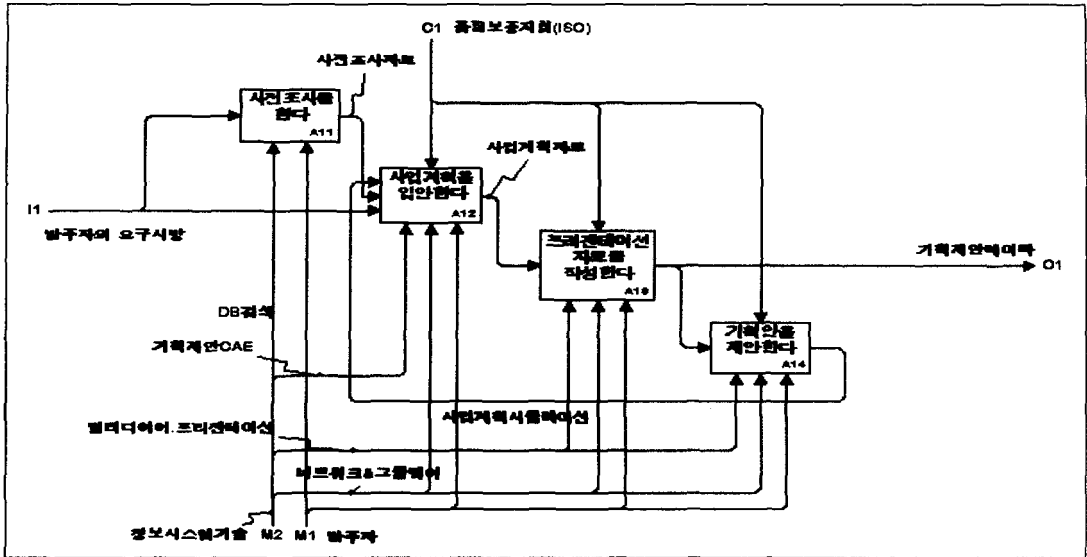 C1 품질보증지침(ISO)
사전조사자료
사전조사를
한다
A11
사업계획자료
사업계획을
입안한다
A12
I1
발주자의 요구시방
프리젠테이션
자료를
작성한다
기획제안데이타
O1
DB검색
기획안을
제안한다
A14
기획제안CAE
사업계획시뮬레이션
멀티미디어.프리젠테이션
네트워크&그룹웨어
정보시스템기술 M2 M1 발주자